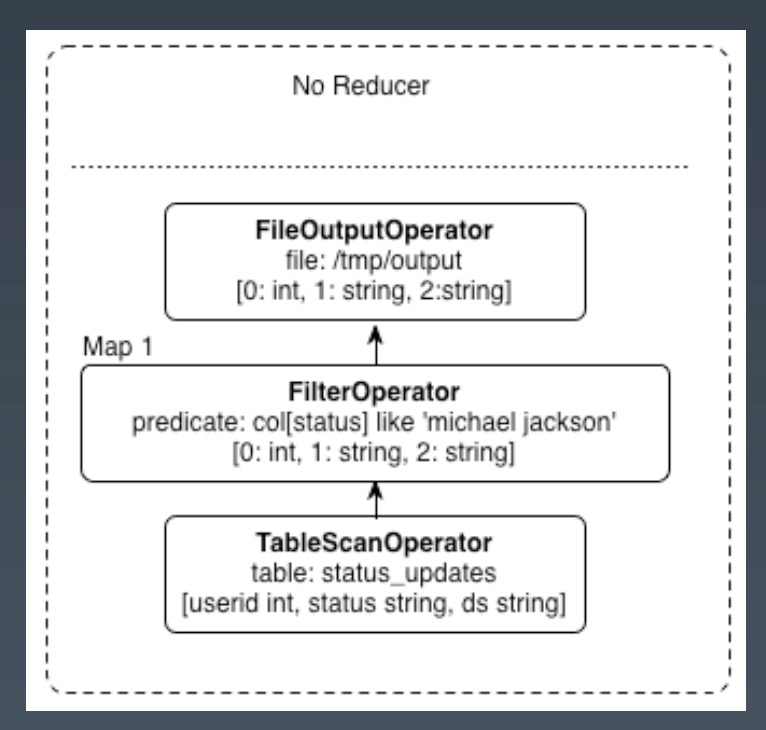 No Reducer
FileOutputOperator
file: /tmp/output
[0: int, 1: string, 2:string]
Map 1
FilterOperator
predicate: col[status] like 'michael jackson'
[0: int, 1: string, 2: string]
TableScanOperator
table: status_updates
[userid int, status string, ds string]